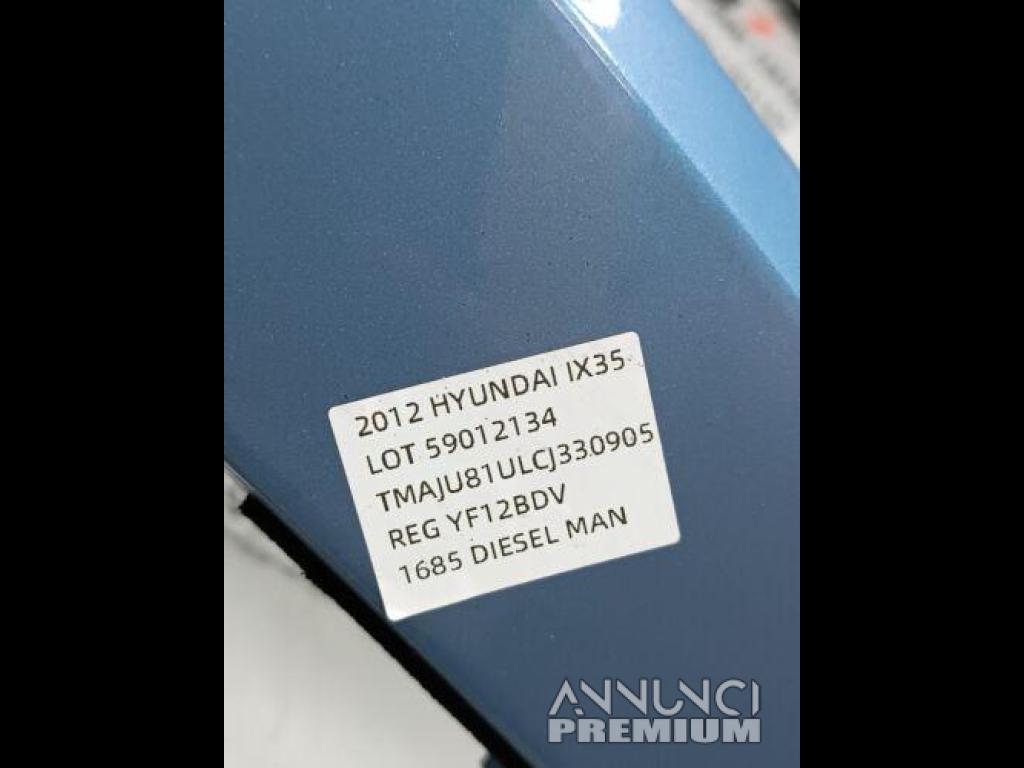 2012 HYUNDAI IX35
LOT 59012134
TMAJU81ULCJ330905
REG YF12BDV
1685 DIESEL MAN
ANNUNCI
PREMIUM